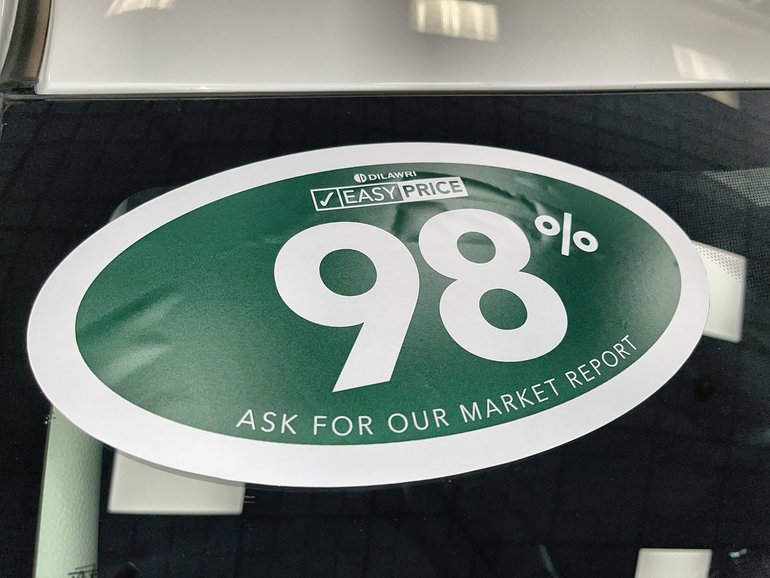 DILAWRI
✓ EASY PRICE
98%
ASK FOR OUR MARKET REPORT